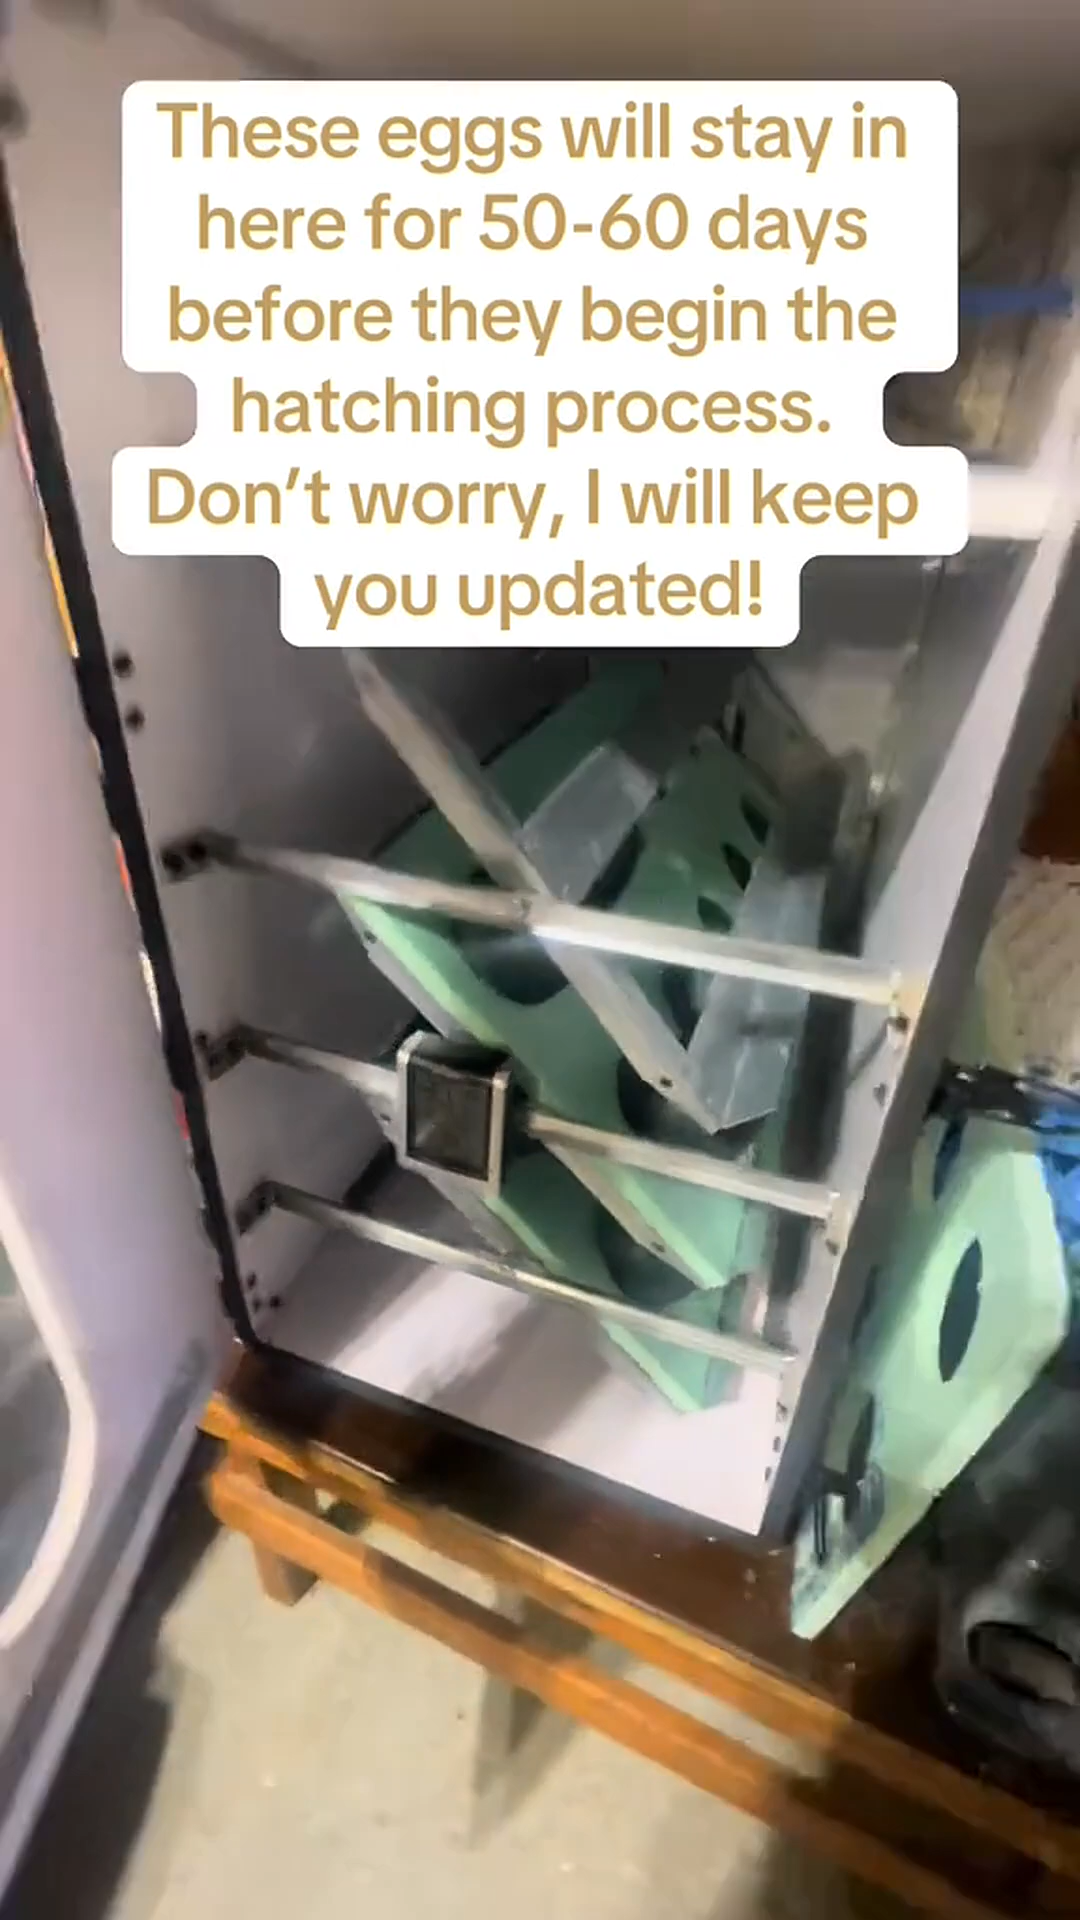 These eggs will stay in
here for 50-60 days
before they begin the
hatching process.
Don’t worry, I will keep
you updated!